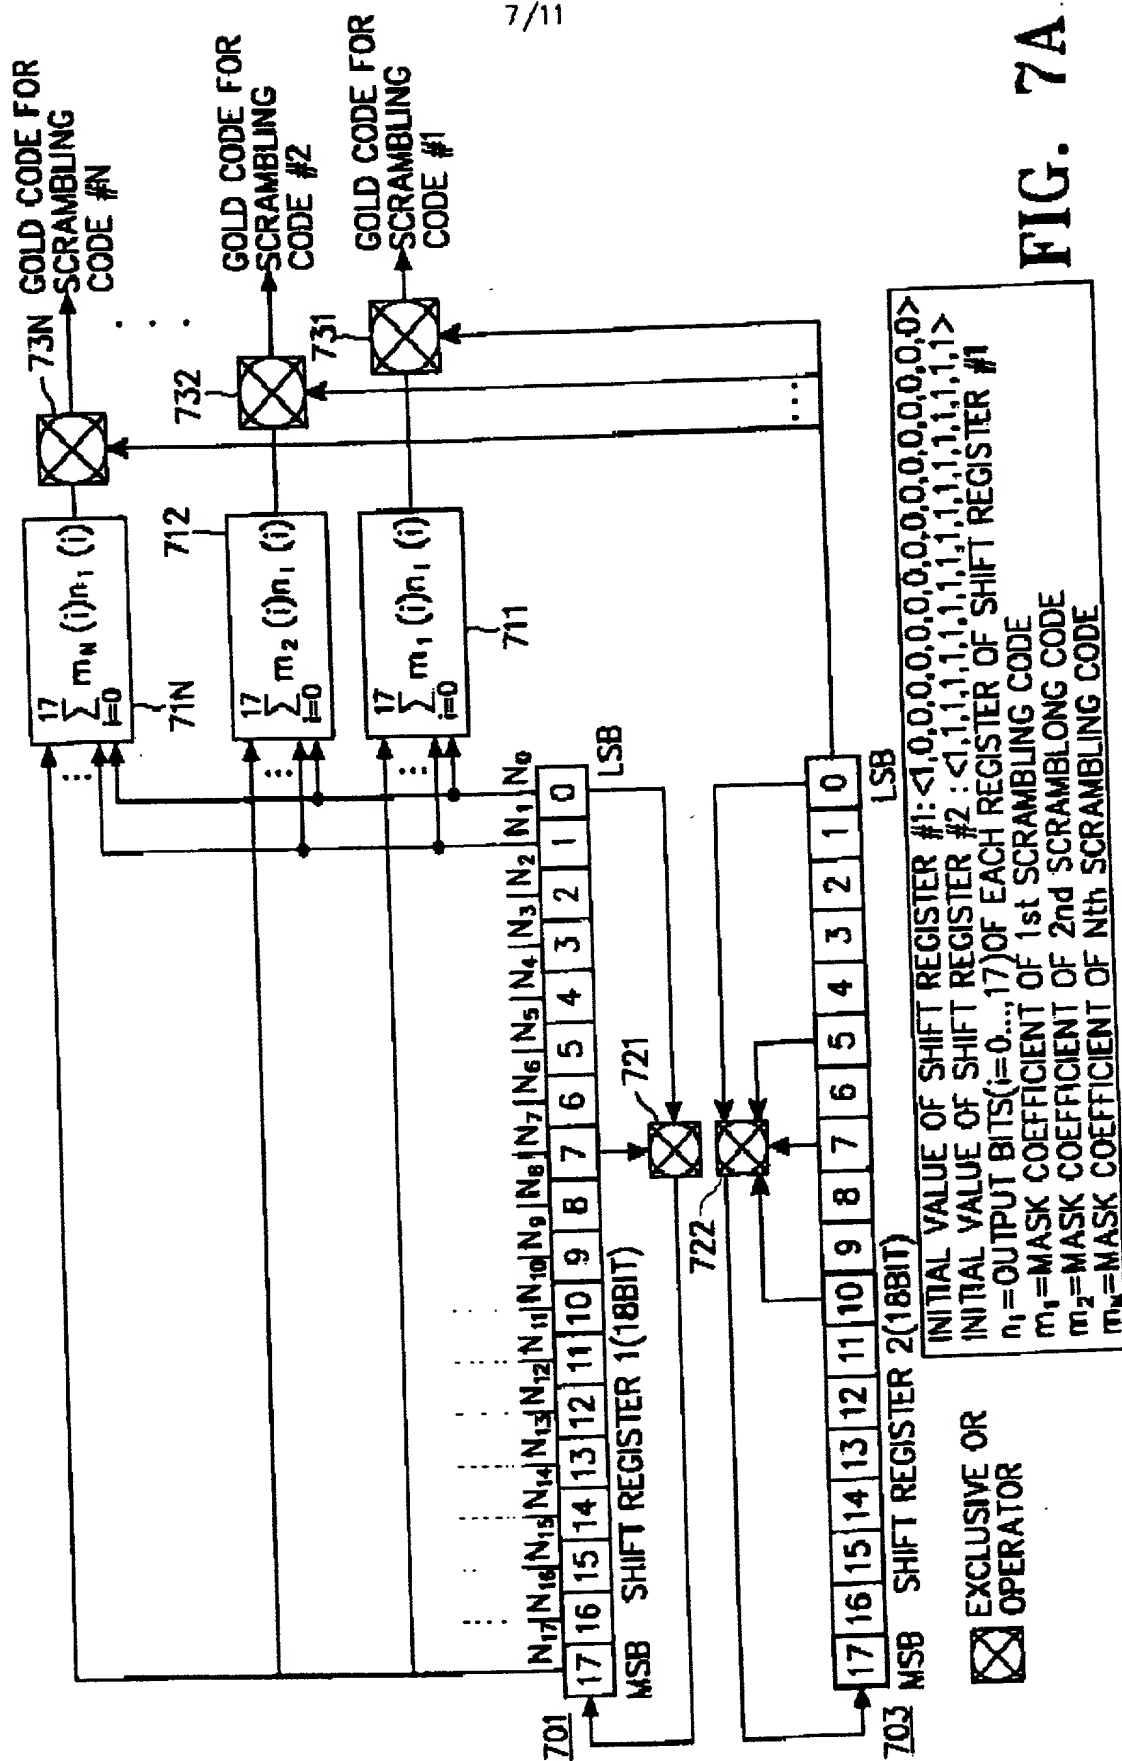 7/11
73N
GOLD CODE FOR
SCRAMBLING
CODE #N
732
GOLD CODE FOR
SCRAMBLING
CODE #2
731
GOLD CODE FOR
SCRAMBLING
CODE #1
17 ∑ i=0 mN (i)n1 (i)
71N
17 ∑ i=0 m2 (i)n1 (i)
712
17 ∑ i=0 m1 (i)n1 (i)
711
N17 N16 N15 N14 N13 N12 N11 N10 N9 N8 N7 N6 N5 N4 N3 N2 N1 N0
701
17 16 15 14 13 12 11 10 9 8 7 6 5 4 3 2 1 0
MSB SHIFT REGISTER 1(18BIT) LSB
721
722
703
17 16 15 14 13 12 11 10 9 8 7 6 5 4 3 2 1 0
MSB SHIFT REGISTER 2(18BIT) LSB
EXCLUSIVE OR
OPERATOR
INITIAL VALUE OF SHIFT REGISTER #1:<1,0,0,0,0,0,0,0,0,0,0,0,0,0,0,0,0,0>
INITIAL VALUE OF SHIFT REGISTER #2 :<1,1,1,1,1,1,1,1,1,1,1,1,1,1,1,1,1,1>
n1=OUTPUT BITS(i=0...,17)OF EACH REGISTER OF SHIFT REGISTER #1
m1=MASK COEFFICIENT OF 1st SCRAMBLING CODE
m2=MASK COEFFICIENT OF 2nd SCRAMBLONG CODE
mN=MASK COEFFICIENT OF Nth SCRAMBLING CODE
FIG. 7A